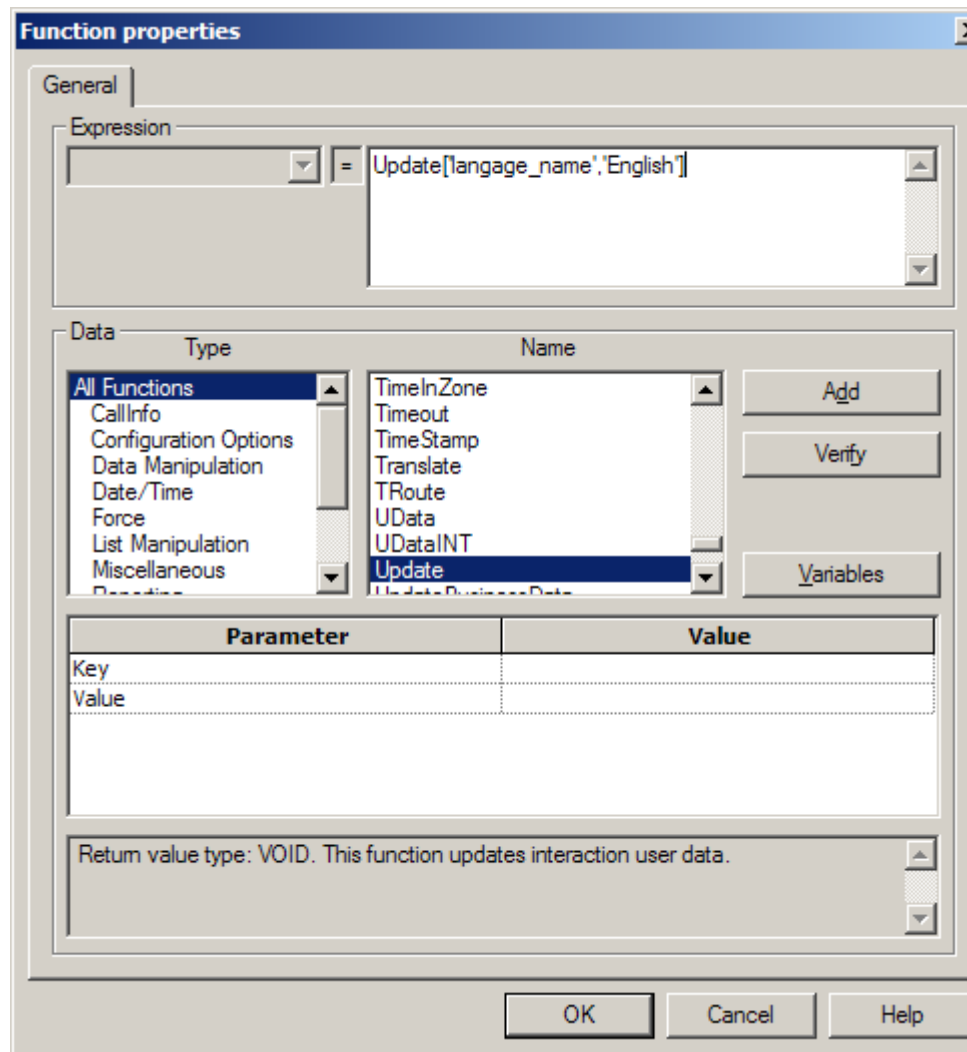 Function properties
General
Expression
=
Update['langage_name','English']
Data
Type
Name
All Functions
CallInfo
Configuration Options
Data Manipulation
Date/Time
Force
List Manipulation
Miscellaneous
TimeInZone
Timeout
TimeStamp
Translate
TRoute
UData
UDataINT
Update
UpdateBusinessData
Add
Verify
Variables
Parameter Value
Key
Value
Return value type: VOID. This function updates interaction user data.
OK Cancel Help